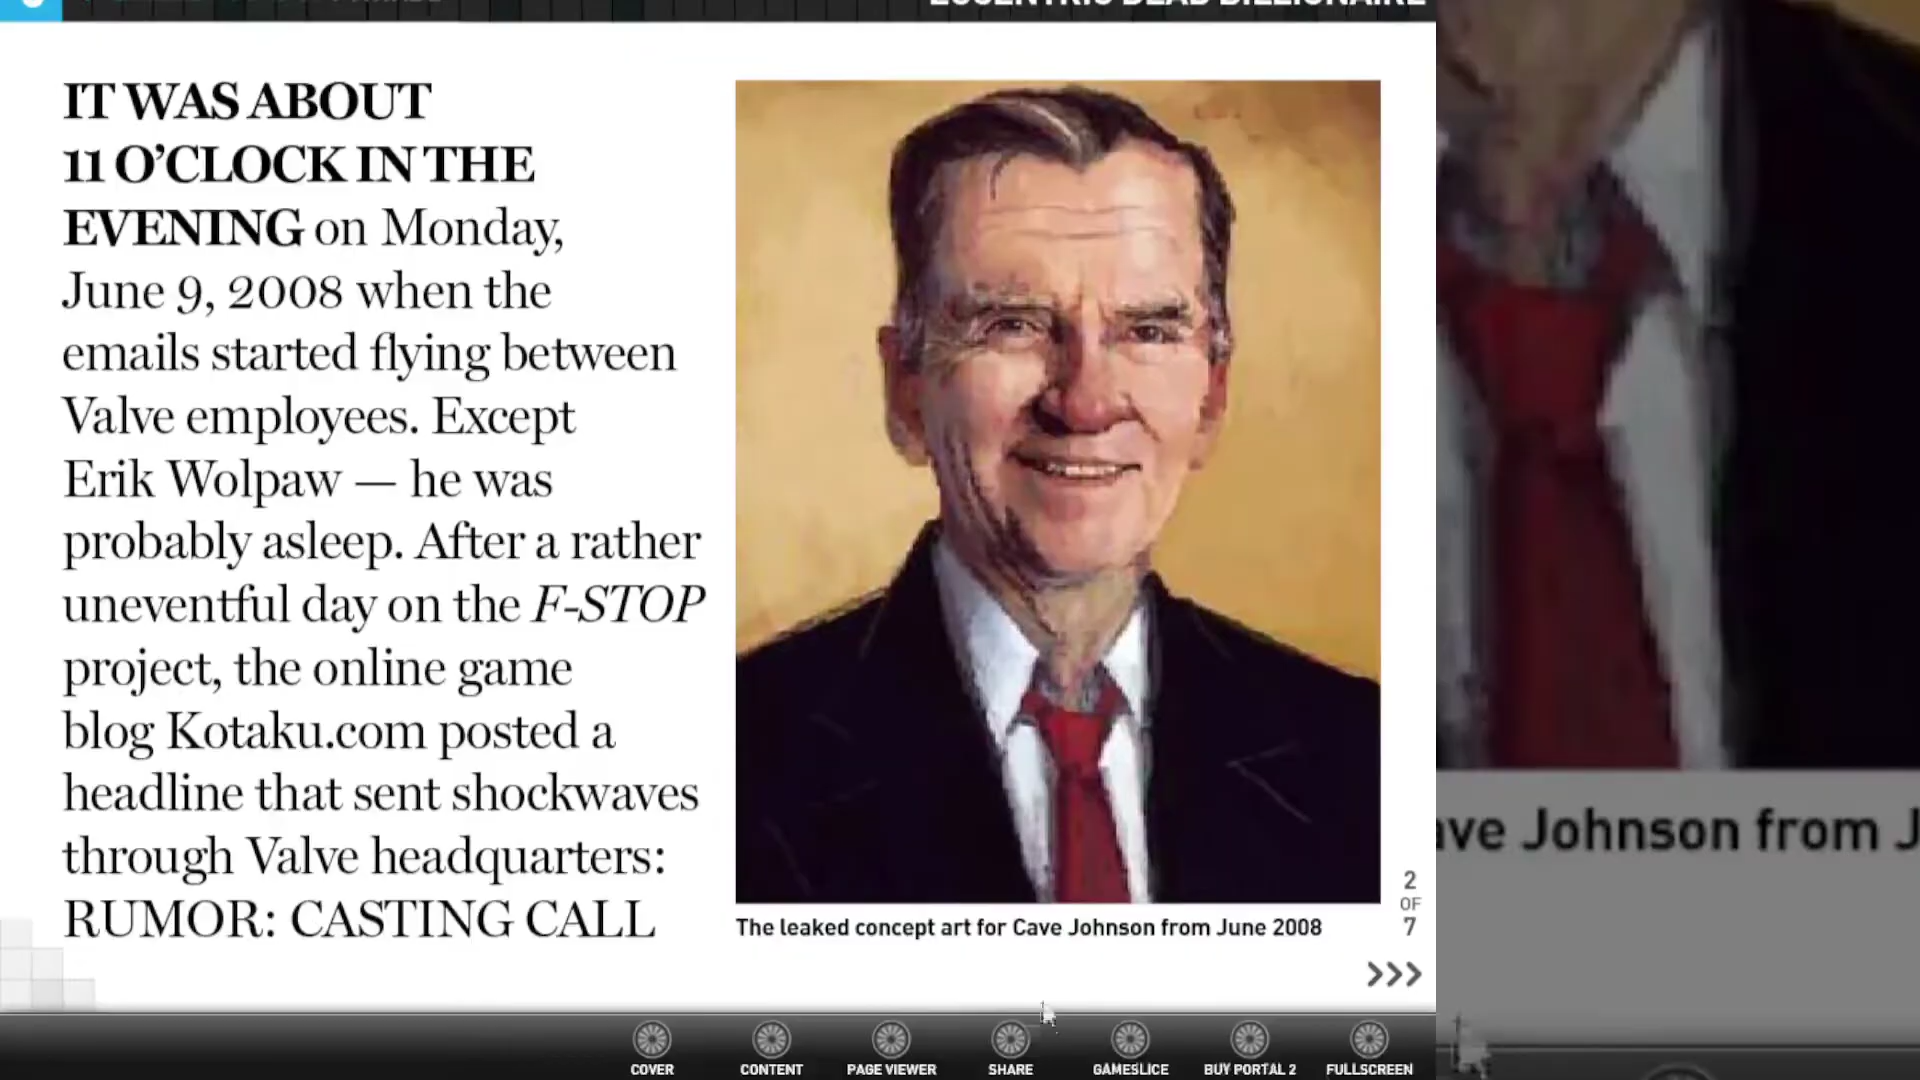 ECCENTRIC DEAD BILLIONAIRE
IT WAS ABOUT
11 O’CLOCK IN THE
EVENING on Monday,
June 9, 2008 when the
emails started flying between
Valve employees. Except
Erik Wolpaw — he was
probably asleep. After a rather
uneventful day on the F-STOP
project, the online game
blog Kotaku.com posted a
headline that sent shockwaves
through Valve headquarters:
RUMOR: CASTING CALL
The leaked concept art for Cave Johnson from June 2008
2
OF
7
>>>
ave Johnson from J
COVER
CONTENT
PAGE VIEWER
SHARE
GAMESLICE
BUY PORTAL 2
FULLSCREEN